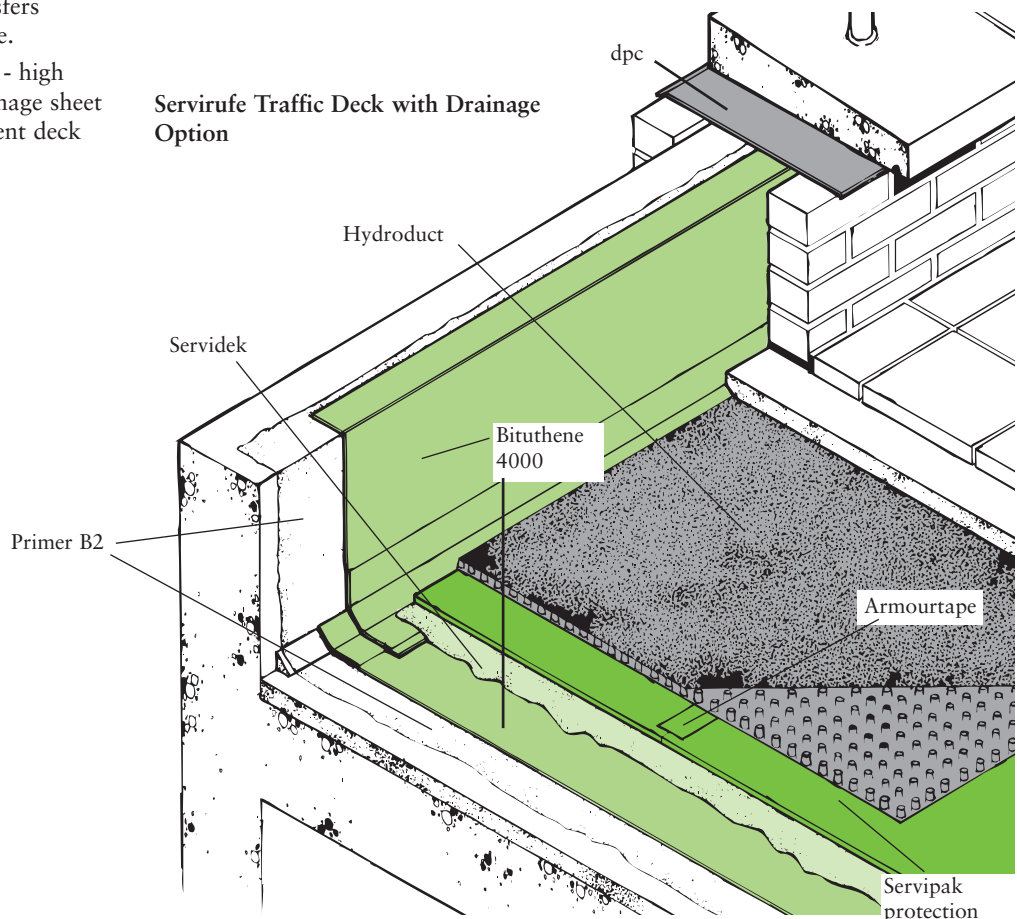 sfers
e.
- high
nage sheet
ent deck
Servirufe Traffic Deck with Drainage
Option
dpc
Hydroduct
Servidek
Bituthene
4000
Primer B2
Armourtape
Servipak
protection